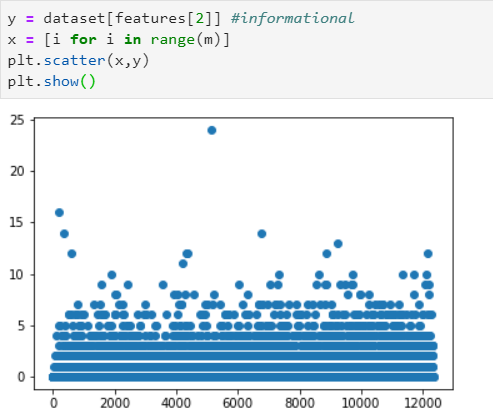 y = dataset[features[2]] #informational
x = [i for i in range(m)]
plt.scatter(x,y)
plt.show()
25
20
15
10
5
0
0 2000 4000 6000 8000 10000 12000